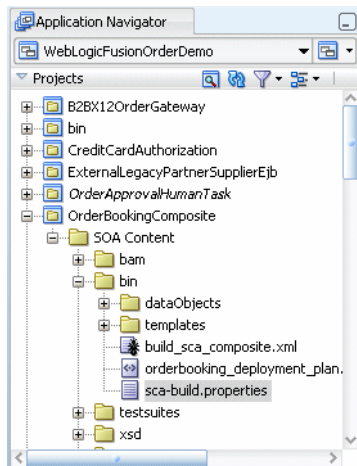 Application Navigator
WebLogicFusionOrderDemo
Projects
B2BX12OrderGateway
bin
CreditCardAuthorization
ExternalLegacyPartnerSupplierEjb
OrderApprovalHumanTask
OrderBookingComposite
SOA Content
bam
bin
dataObjects
templates
build_sca_composite.xml
orderbooking_deployment_plan.
sca-build.properties
testsuites
xsd